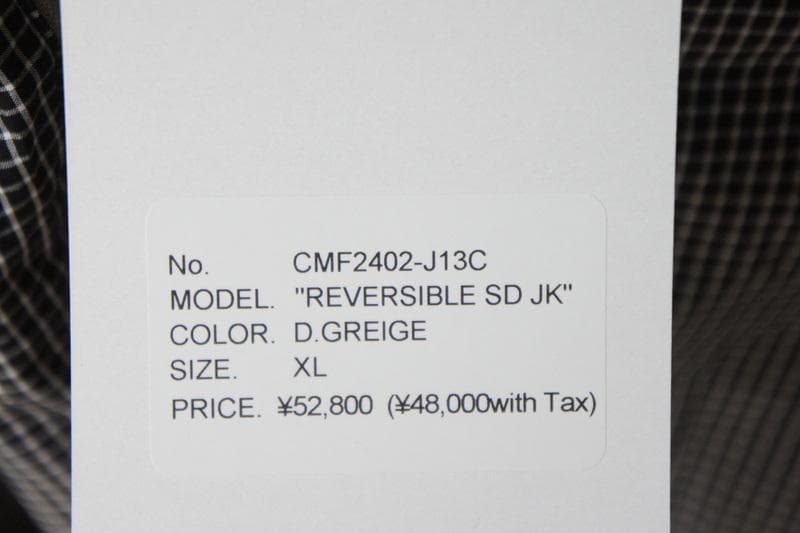 No. CMF2402-J13C
MODEL. "REVERSIBLE SD JK"
COLOR. D.GREIGE
SIZE. XL
PRICE. ¥52,800 (¥48,000with Tax)